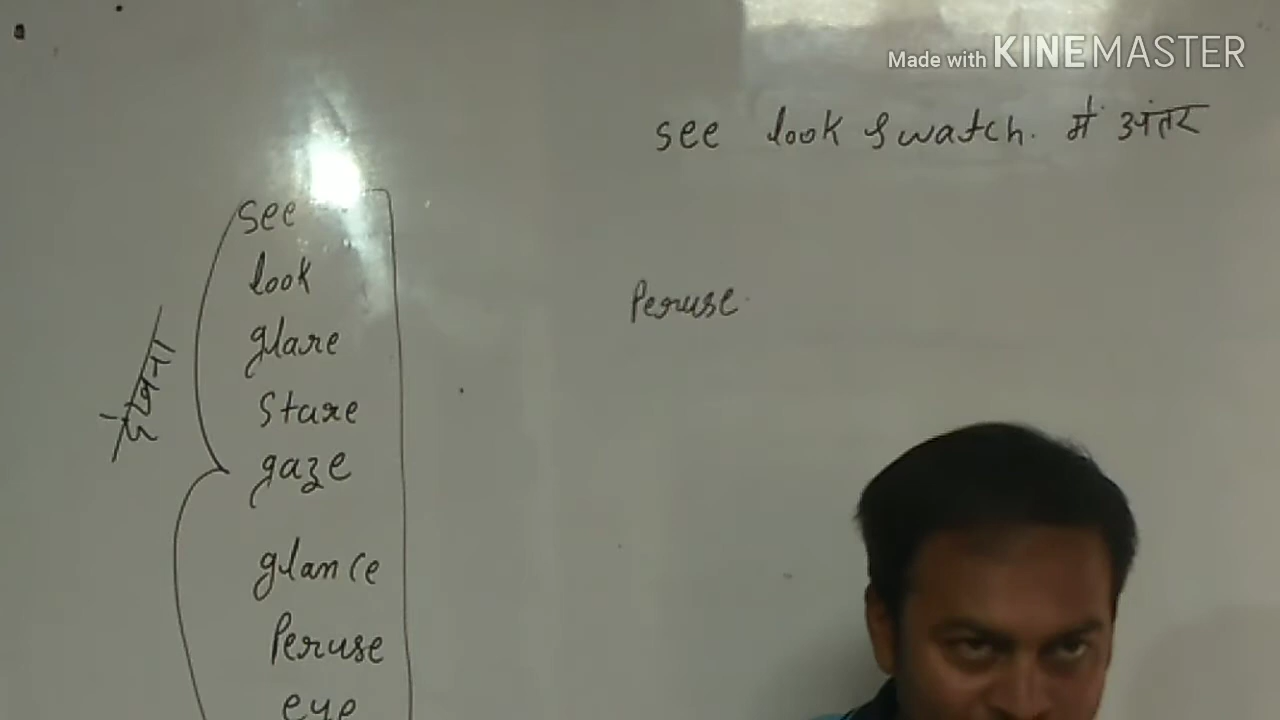 Made with KINEMASTER
see look & watch. में अंतर
see
look
glare
stare
gaze
glance
Peruse
eye
देखना
Peruse.